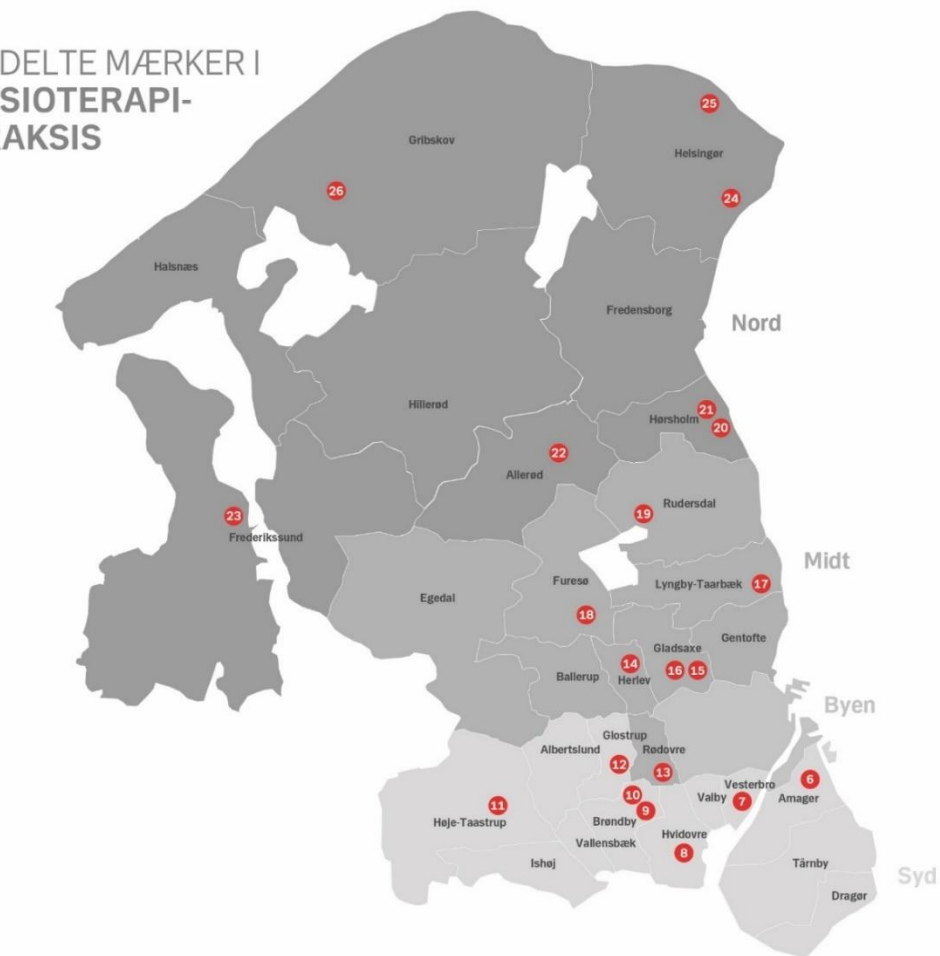 DELTE MÆRKER I
SIOTERAPI-
AKSIS
25
Gribskov
Helsingør
26
24
Halsnæs
Fredensborg
Nord
Hillerød
21
Hørsholm
20
22
Allerød
Rudersdal
19
23
Frederikssund
Midt
Furesø
Lyngby-Taarbæk
17
Egedal
18
Gentofte
Gladsaxe
14
16
15
Ballerup
Herlev
Byen
Glostrup
Albertslund
Rødovre
12
13
6
Vesterbro
10
Valby
7
Amager
11
9
Høje-Taastrup
Brøndby
Hvidovre
Vallensbæk
8
Ishøj
Tårnby
Syd
Dragør